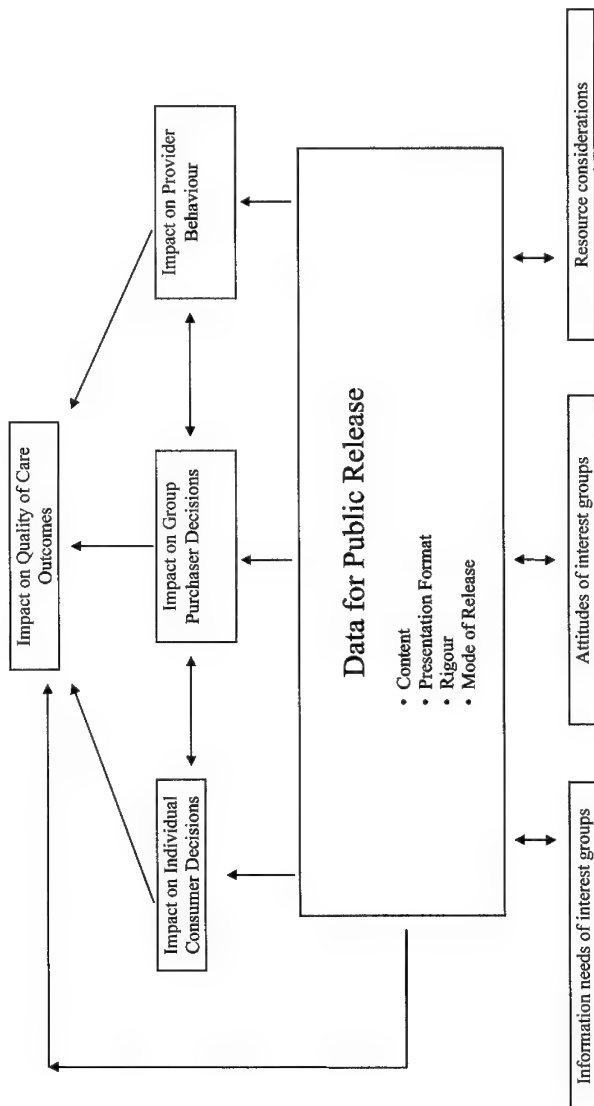 Impact on Quality of Care
Outcomes
Impact on Individual
Consumer Decisions
Impact on Group
Purchaser Decisions
Impact on Provider
Behaviour
Data for Public Release
• Content
• Presentation Format
• Rigour
• Mode of Release
Information needs of interest groups
Attitudes of interest groups
Resource considerations